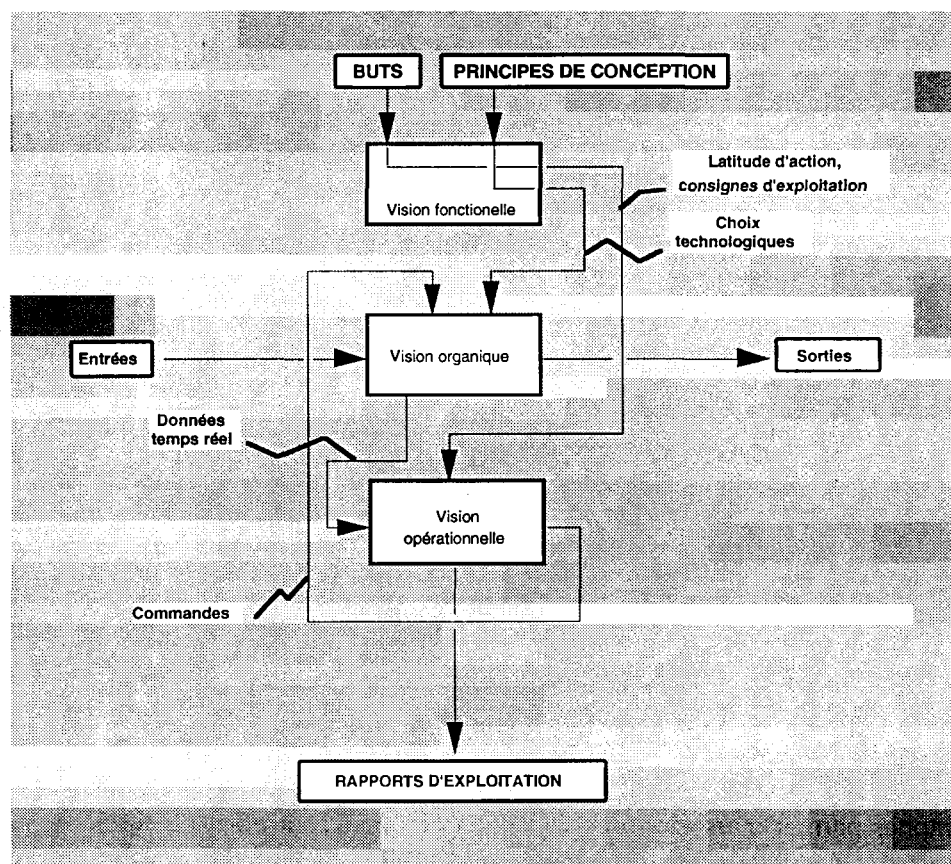 BUTS
PRINCIPES DE CONCEPTION
Vision fonctionelle
Latitude d'action,
consignes d'exploitation
Choix
technologiques
Entrées
Vision organique
Sorties
Données
temps réel
Vision
opérationnelle
Commandes
RAPPORTS D'EXPLOITATION